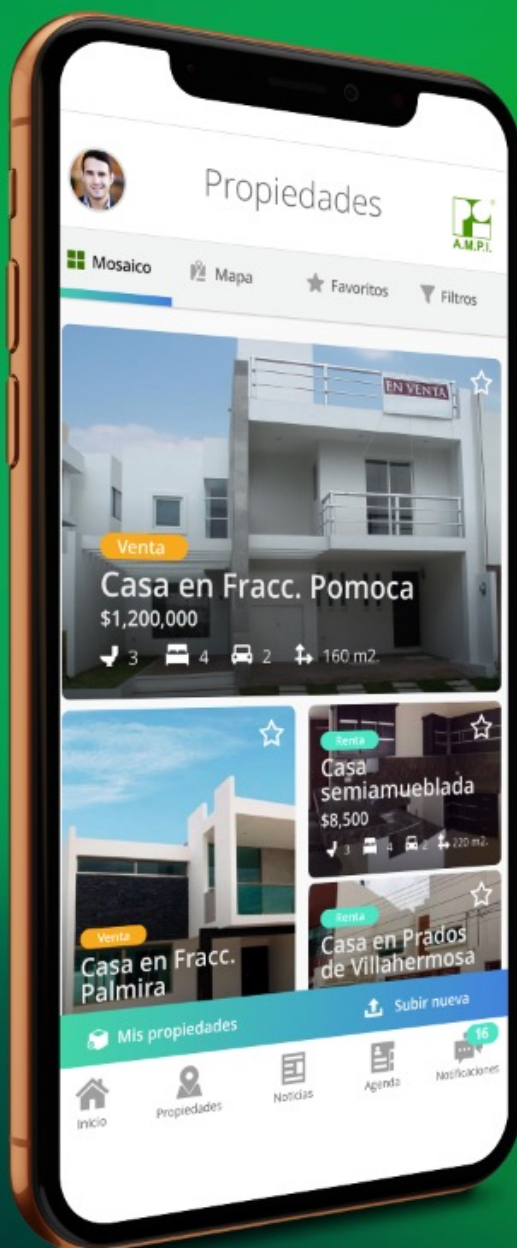 Propiedades
A.M.P.I.
Mosaico
Mapa
Favoritos
Filtros
EN VENTA
Venta
Casa en Fracc. Pomoca
$1,200,000
3 4 2 160 m2.
Venta
Casa en Fracc.
Palmira
Renta
Casa
semiamueblada
$8,500
3 4 2 220 m2.
Renta
Casa en Prados
de Villahermosa
Mis propiedades
Subir nueva
Inicio
Propiedades
Noticias
Agenda
16
Notificaciones